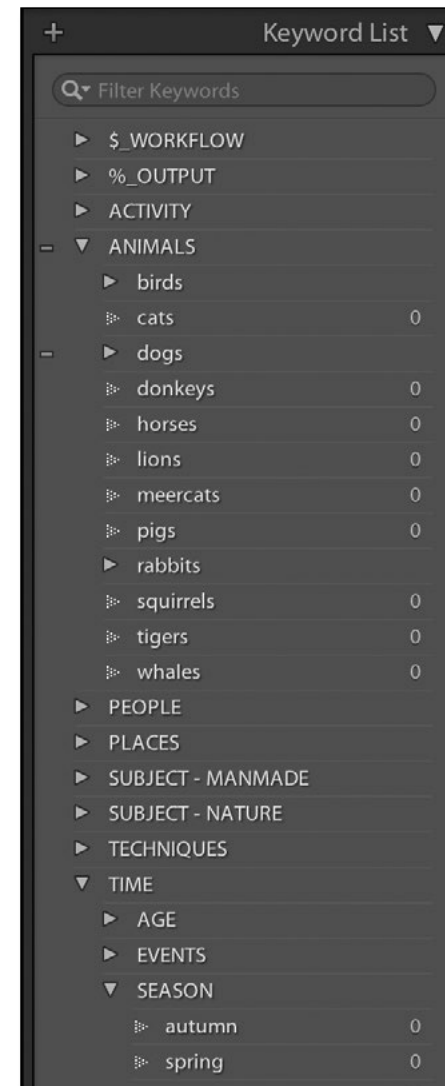 + Keyword List ▼
Filter Keywords
$_WORKFLOW
%_OUTPUT
ACTIVITY
ANIMALS
birds
cats 0
dogs
donkeys 0
horses 0
lions 0
meercats 0
pigs 0
rabbits
squirrels 0
tigers 0
whales 0
PEOPLE
PLACES
SUBJECT - MANMADE
SUBJECT - NATURE
TECHNIQUES
TIME
AGE
EVENTS
SEASON
autumn 0
spring 0